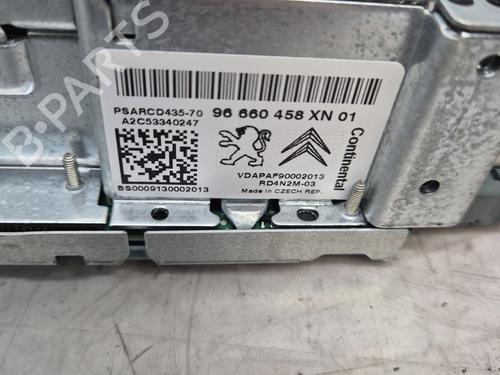 B-PARTS
PSARCD435-70 96 660 458 XN 01
A2C53340247
Continental
VDAPAF90002013
RD4N2M-03
BS0009130002013 Made in CZECH REP.